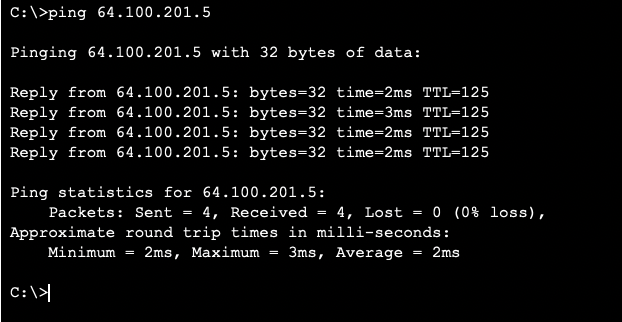 C:\>ping 64.100.201.5
Pinging 64.100.201.5 with 32 bytes of data:
Reply from 64.100.201.5: bytes=32 time=2ms TTL=125
Reply from 64.100.201.5: bytes=32 time=3ms TTL=125
Reply from 64.100.201.5: bytes=32 time=2ms TTL=125
Reply from 64.100.201.5: bytes=32 time=2ms TTL=125
Ping statistics for 64.100.201.5:
    Packets: Sent = 4, Received = 4, Lost = 0 (0% loss),
Approximate round trip times in milli-seconds:
    Minimum = 2ms, Maximum = 3ms, Average = 2ms
C:\>